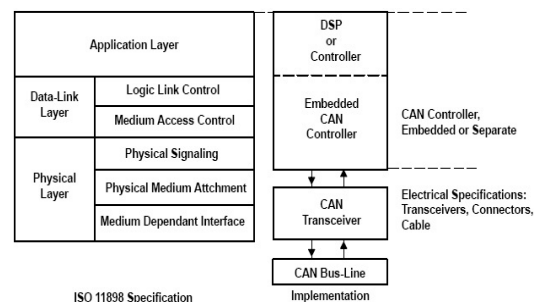 Application Layer
Data-Link
Layer
Logic Link Control
Medium Access Control
Physical
Layer
Physical Signaling
Physical Medium Attchment
Medium Dependant Interface
ISO 11898 Specification
DSP
or
Controller
Embedded
CAN
Controller
CAN
Transceiver
CAN Bus-Line
Implementation
CAN Controller,
Embedded or Separate
Electrical Specifications:
Transceivers, Connectors,
Cable